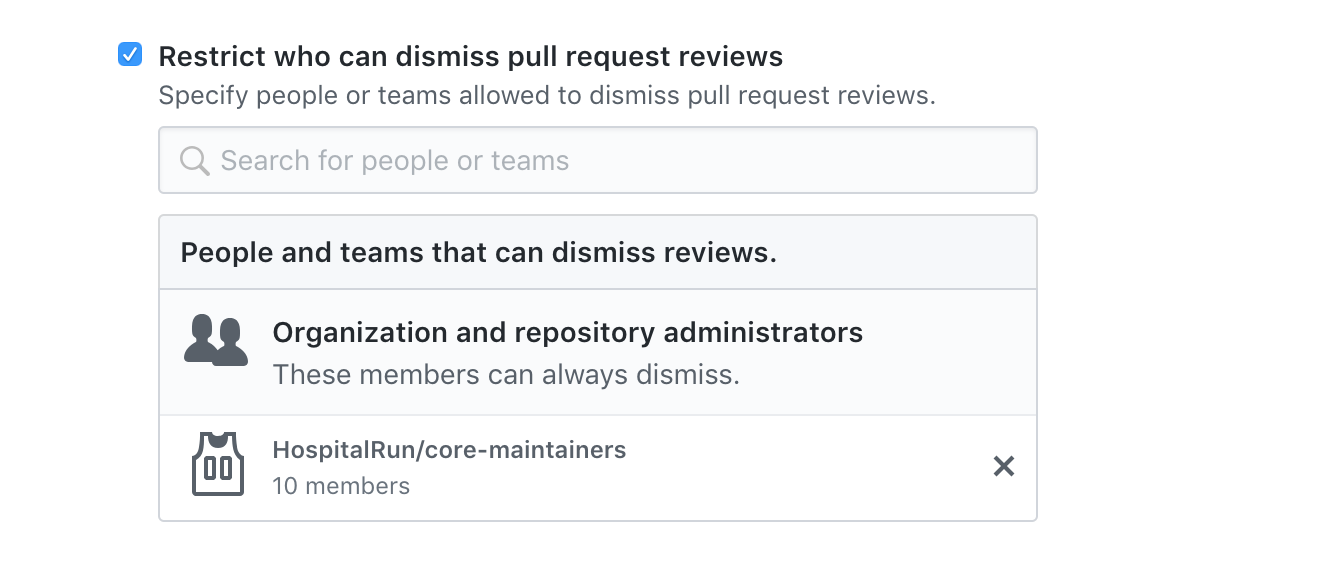 Restrict who can dismiss pull request reviews
Specify people or teams allowed to dismiss pull request reviews.
Search for people or teams
People and teams that can dismiss reviews.
Organization and repository administrators
These members can always dismiss.
HospitalRun/core-maintainers
10 members